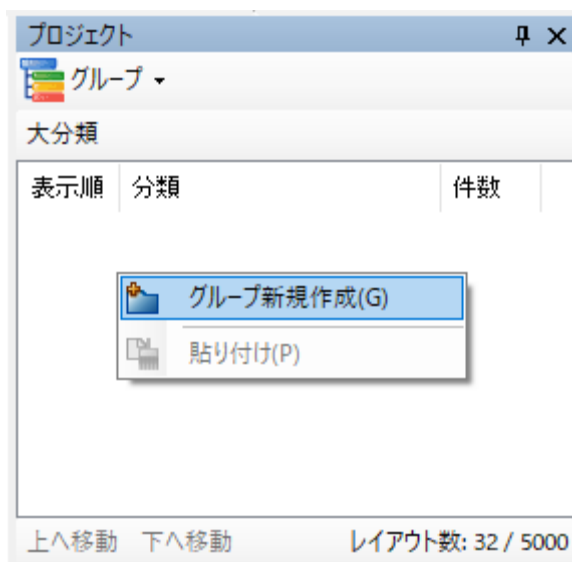 プロジェクト
グループ
大分類
表示順 分類 件数
グループ新規作成(G)
貼り付け(P)
上へ移動 下へ移動 レイアウト数: 32 / 5000